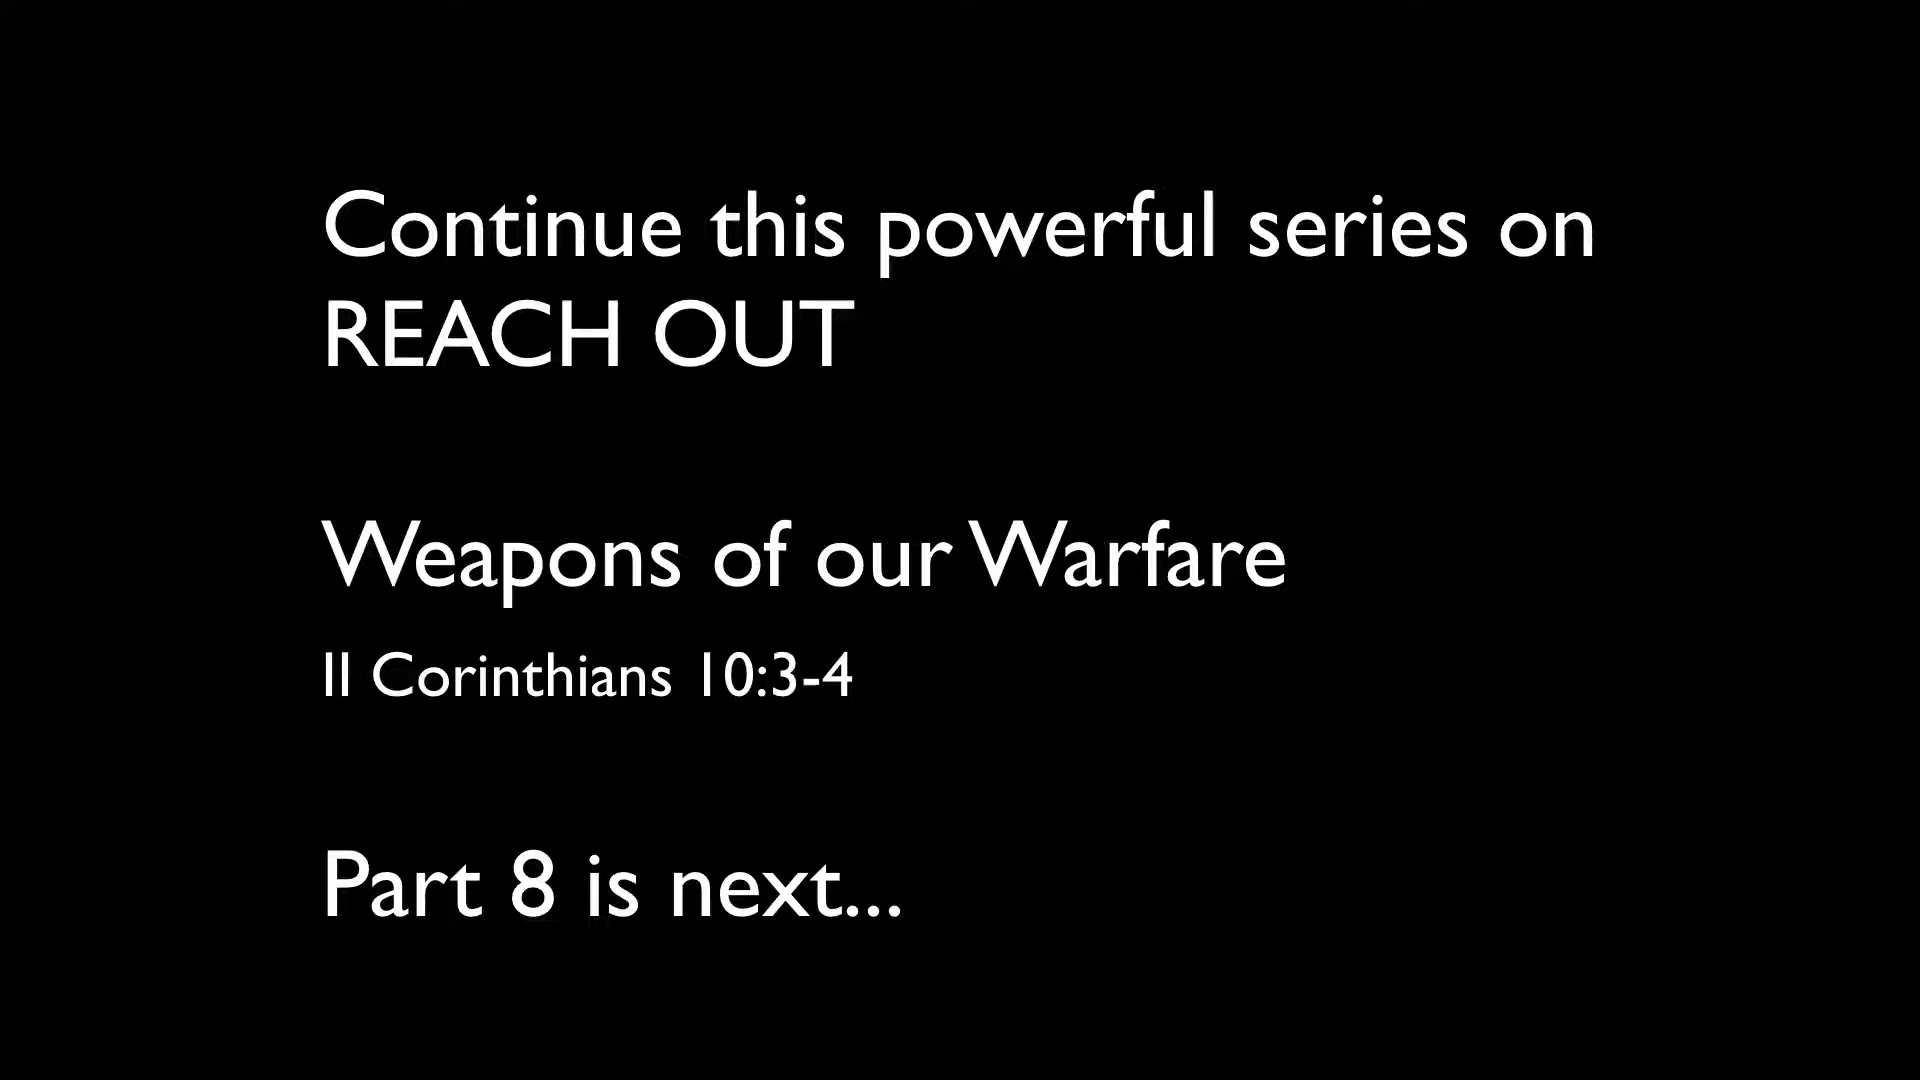 Continue this powerful series on
REACH OUT
Weapons of our Warfare
II Corinthians 10:3-4
Part 8 is next...